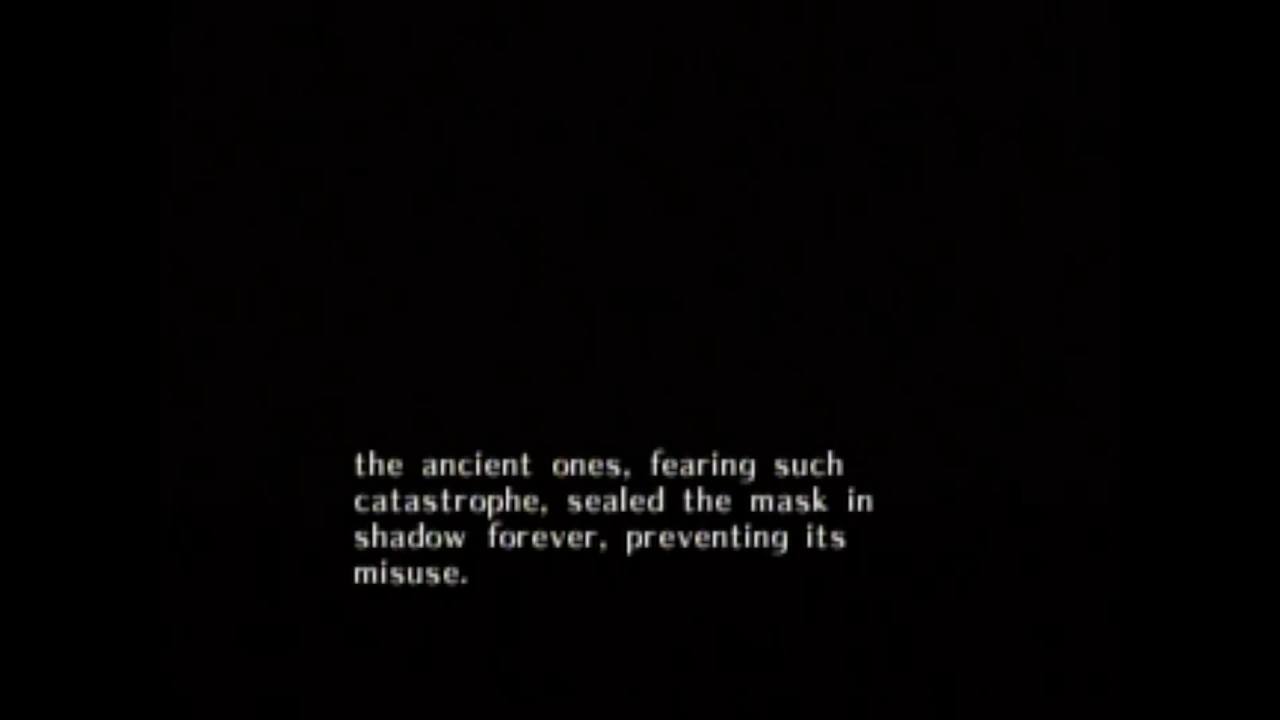 the ancient ones, fearing such
catastrophe, sealed the mask in
shadow forever, preventing its
misuse.